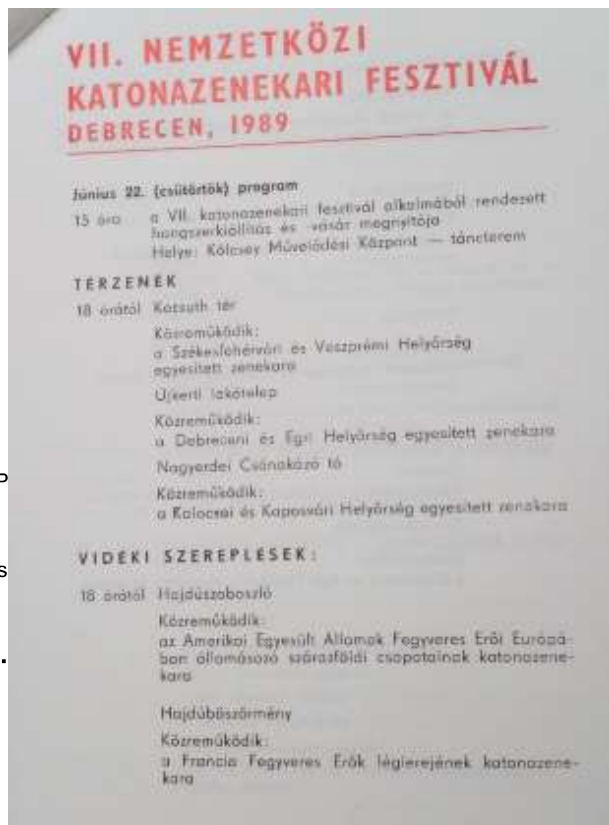 VII. NEMZETKÖZI
KATONAZENEKARI FESZTIVÁL
DEBRECEN, 1989
Június 22. (csütörtök) program
15 óra a VII. katonazenekari fesztivál alkalmából rendezett
hangszerkiállítás és -vásár megnyitója
Helye: Kölcsey Művelődési Központ — táncterem
TÉRZENÉK
18 órától Kossuth tér
Közreműködik:
a Székesfehérvári és Veszprémi Helyőrség
egyesített zenekara
Újkerti lakótelep
Közreműködik:
a Debreceni és Egri Helyőrség egyesített zenekara
Nagyerdei Csónakázó tó
Közreműködik:
a Kalocsai és Kaposvári Helyőrség egyesített zenekara
VIDÉKI SZEREPLÉSEK:
18 órától Hajdúszoboszló
Közreműködik:
az Amerikai Egyesült Államok Fegyveres Erői Európá-
ban állomásozó szárazföldi csapatainak katonazene-
kara
Hajdúböszörmény
Közreműködik:
a Francia Fegyveres Erők légierejének katonazene-
kara